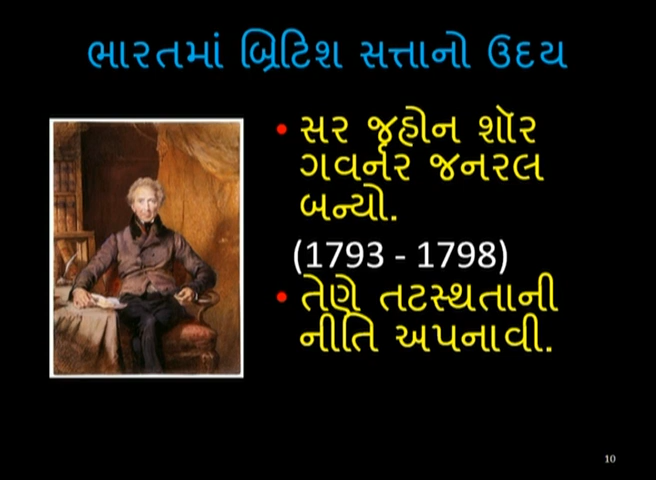 ભારતમાં બ્રિટિશ સત્તાનો ઉદય
• સર જૂહોન શૉર
ગવર્નર જનરલ
બન્યો.
(1793 - 1798)
• તેણે તટસ્થતાની
નીતિ અપનાવી.
10